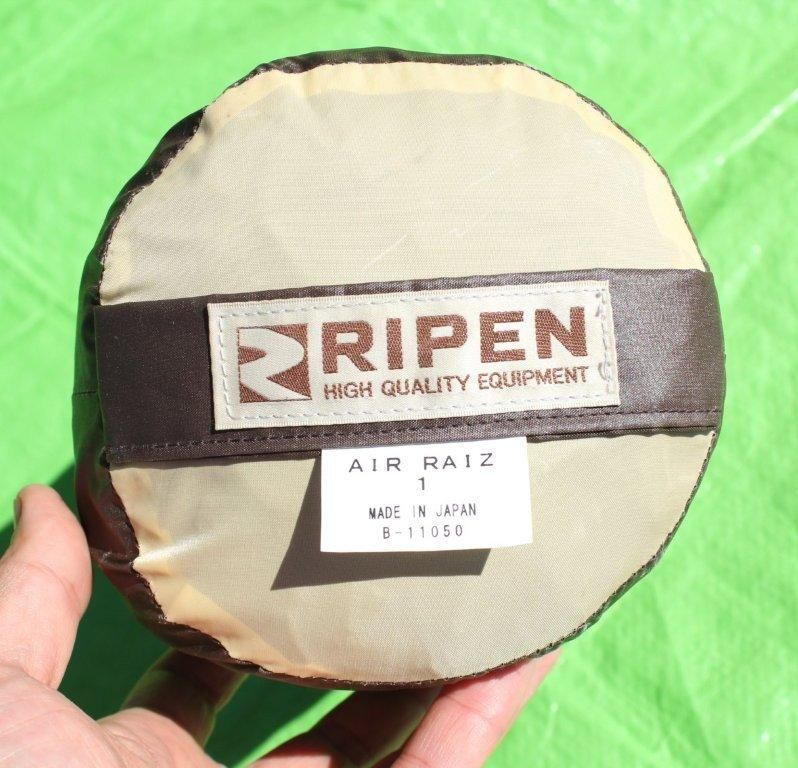 RIPEN
HIGH QUALITY EQUIPMENT
AIR RAIZ
1
MADE IN JAPAN
B-11050